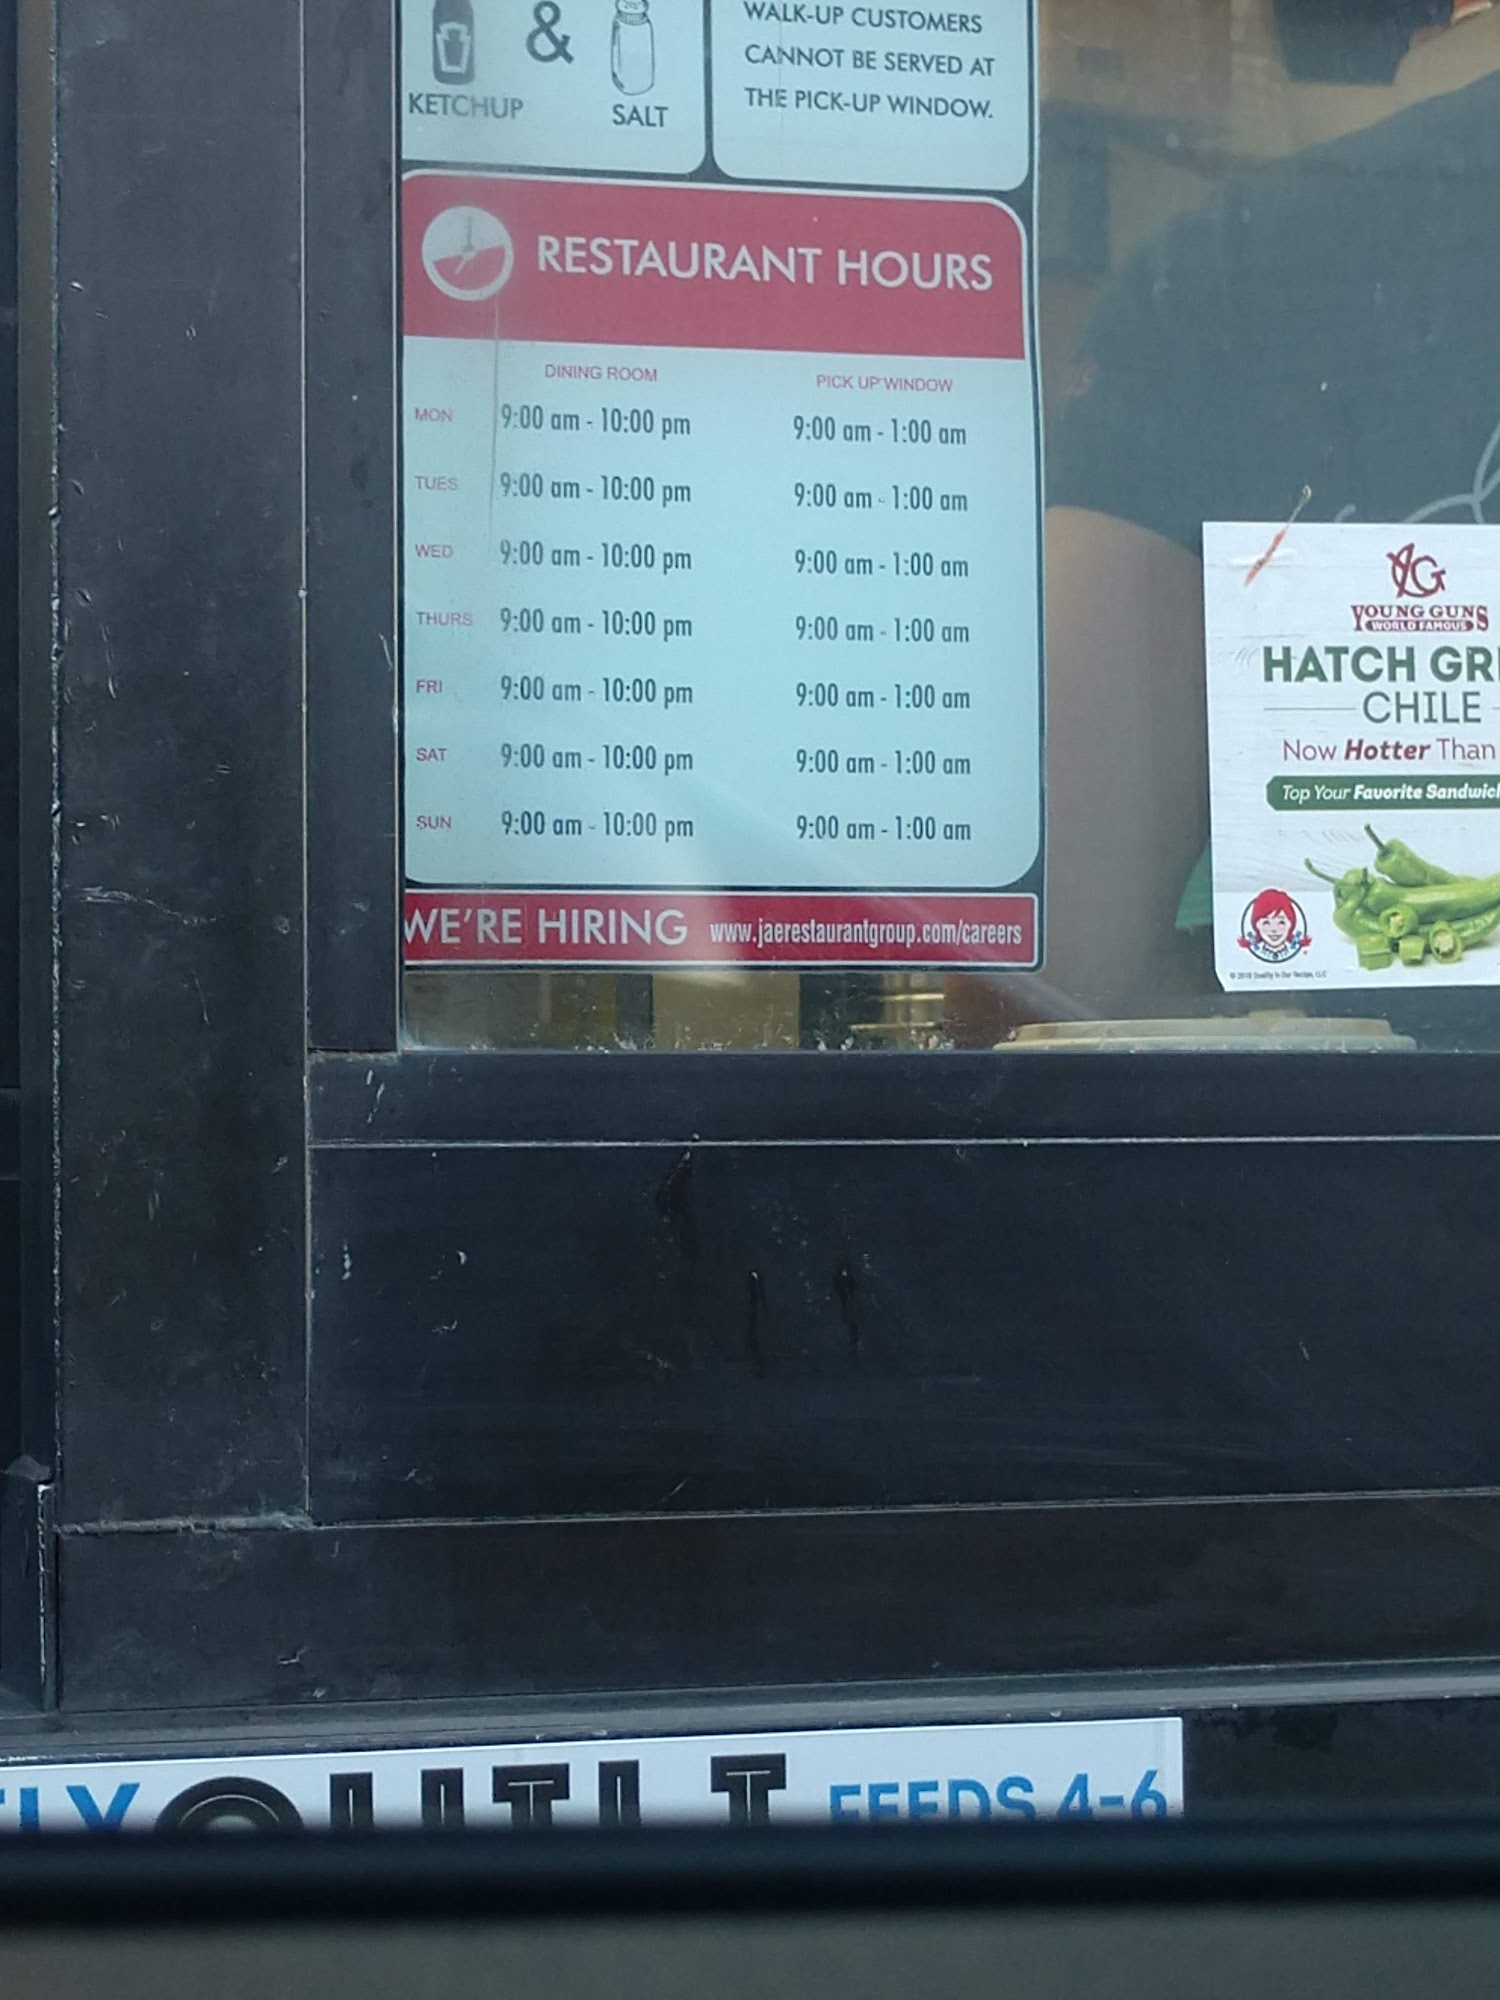 KETCHUP
&
SALT
WALK-UP CUSTOMERS
CANNOT BE SERVED AT
THE PICK-UP WINDOW.
RESTAURANT HOURS
DINING ROOM PICK UP WINDOW
MON 9:00 am - 10:00 pm 9:00 am - 1:00 am
TUES 9:00 am - 10:00 pm 9:00 am - 1:00 am
WED 9:00 am - 10:00 pm 9:00 am - 1:00 am
THURS 9:00 am - 10:00 pm 9:00 am - 1:00 am
FRI 9:00 am - 10:00 pm 9:00 am - 1:00 am
SAT 9:00 am - 10:00 pm 9:00 am - 1:00 am
SUN 9:00 am - 10:00 pm 9:00 am - 1:00 am
WE'RE HIRING www.jaerestaurantgroup.com/careers
YG
YOUNG GUNS
WORLD FAMOUS
HATCH GR
CHILE
Now Hotter Than
Top Your Favorite Sandwich
© 2018 Quality Is Our Recipe, LLC
FEEDS 4-6